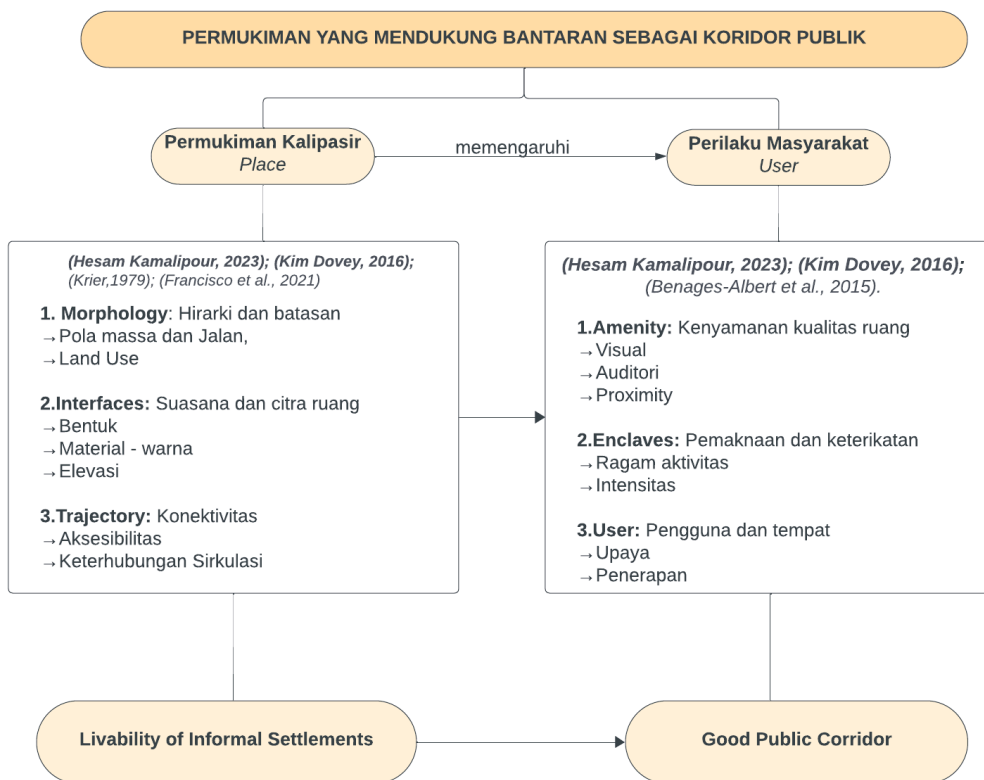 PERMUKIMAN YANG MENDUKUNG BANTARAN SEBAGAI KORIDOR PUBLIK
Permukiman Kalipasir
Place
memengaruhi
Perilaku Masyarakat
User
(Hesam Kamalipour, 2023); (Kim Dovey, 2016);
(Krier,1979); (Francisco et al., 2021)
1. Morphology: Hirarki dan batasan
→Pola massa dan Jalan,
→Land Use
2.Interfaces: Suasana dan citra ruang
→Bentuk
→Material - warna
→Elevasi
3.Trajectory: Konektivitas
→Aksesibilitas
→Keterhubungan Sirkulasi
(Hesam Kamalipour, 2023); (Kim Dovey, 2016);
(Benages-Albert et al., 2015).
1.Amenity: Kenyamanan kualitas ruang
→Visual
→Auditori
→Proximity
2.Enclaves: Pemaknaan dan keterikatan
→Ragam aktivitas
→Intensitas
3.User: Pengguna dan tempat
→Upaya
→Penerapan
Livability of Informal Settlements
Good Public Corridor